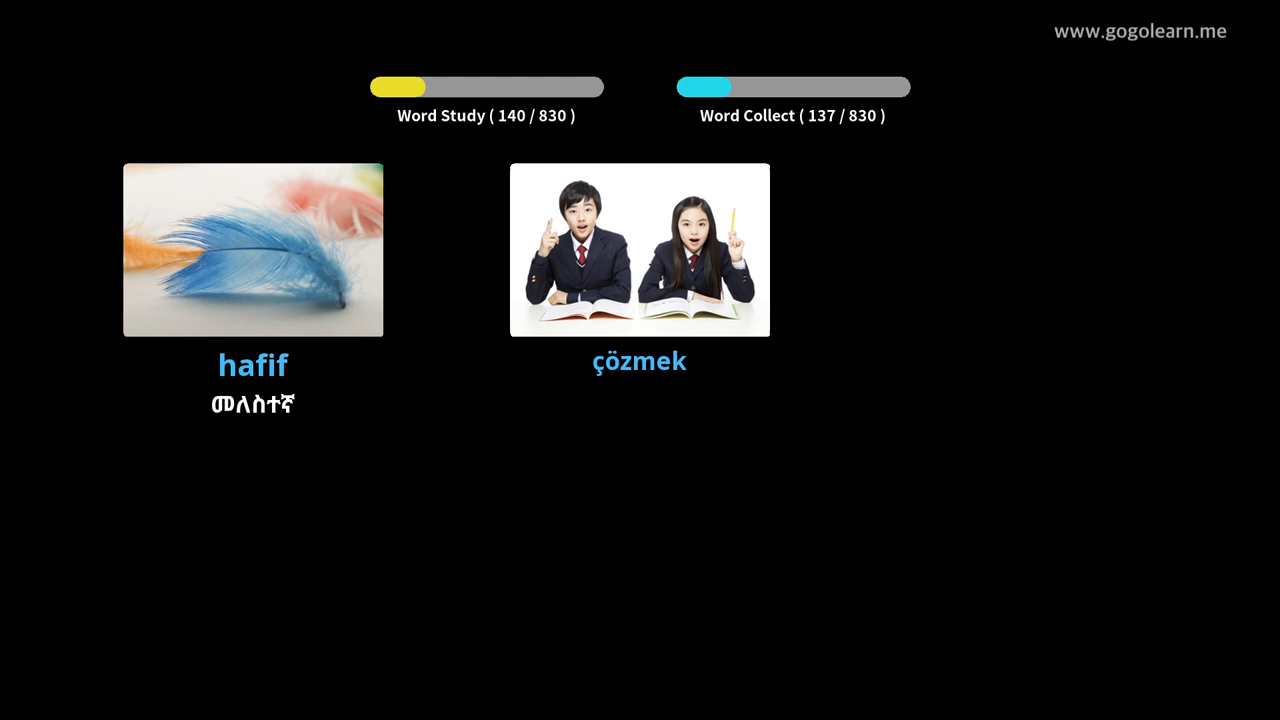 www.gogolearn.me
Word Study ( 140 / 830 )
Word Collect ( 137 / 830 )
hafif
መለስተኛ
çözmek